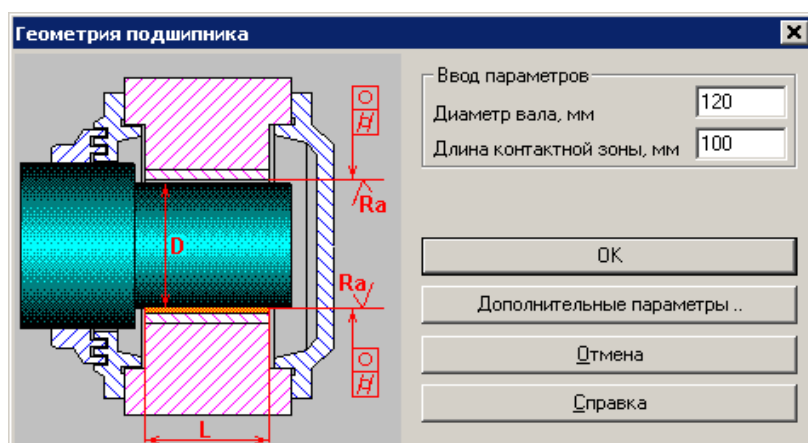 Геометрия подшипника
Ввод параметров
Диаметр вала, мм 120
Длина контактной зоны, мм 100
Ra
D
Ra
L
OK
Дополнительные параметры ..
Отмена
Справка